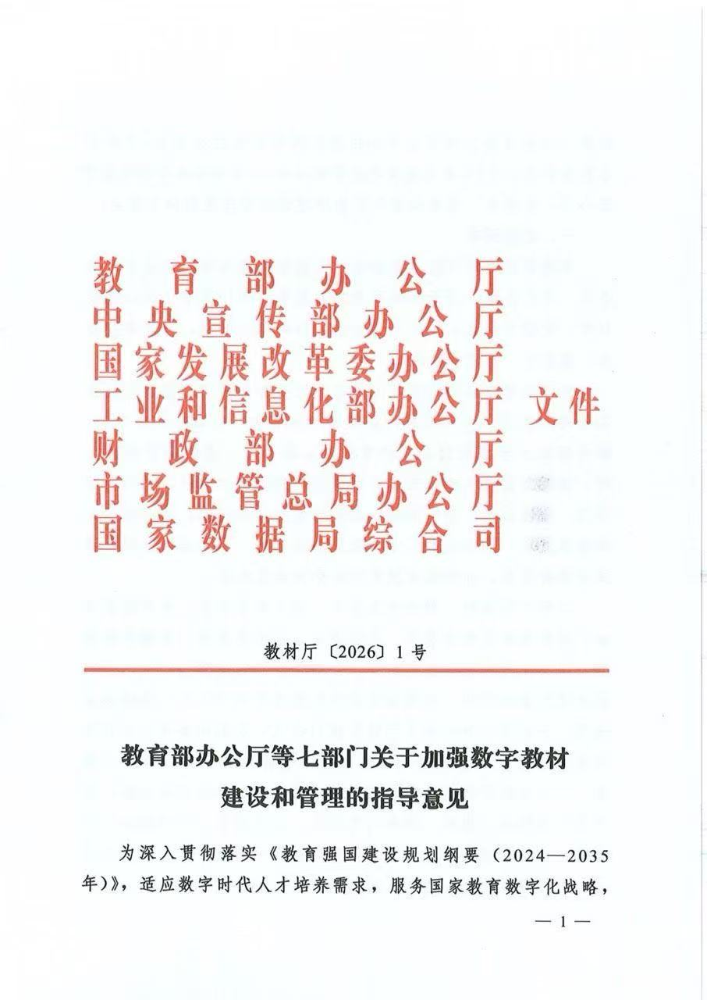 教育部办公厅
中央宣传部办公厅
国家发展改革委办公厅
工业和信息化部办公厅 文件
财政部办公厅
市场监管总局办公厅
国家数据局综合司
教材厅〔2026〕1号
教育部办公厅等七部门关于加强数字教材
建设和管理的指导意见
为深入贯彻落实《教育强国建设规划纲要（2024—2035
年）》，适应数字时代人才培养需求，服务国家教育数字化战略，
— 1 —